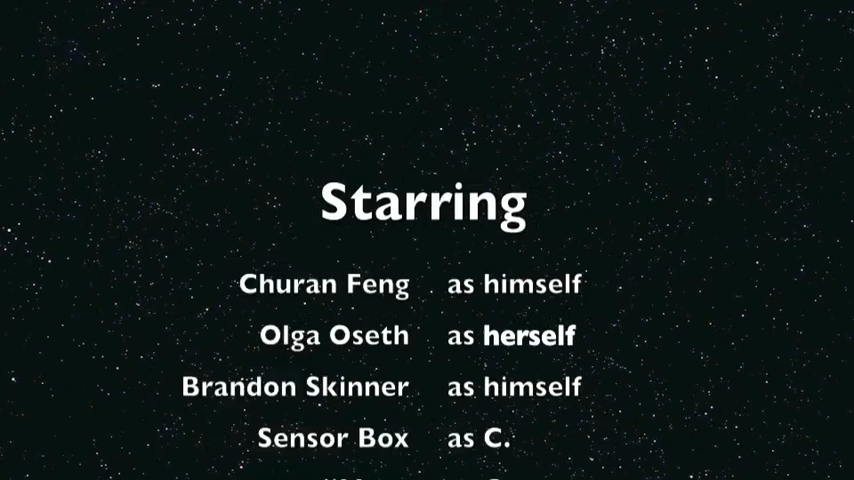 Starring
Churan Feng as himself
Olga Oseth as herself
Brandon Skinner as himself
Sensor Box as C.